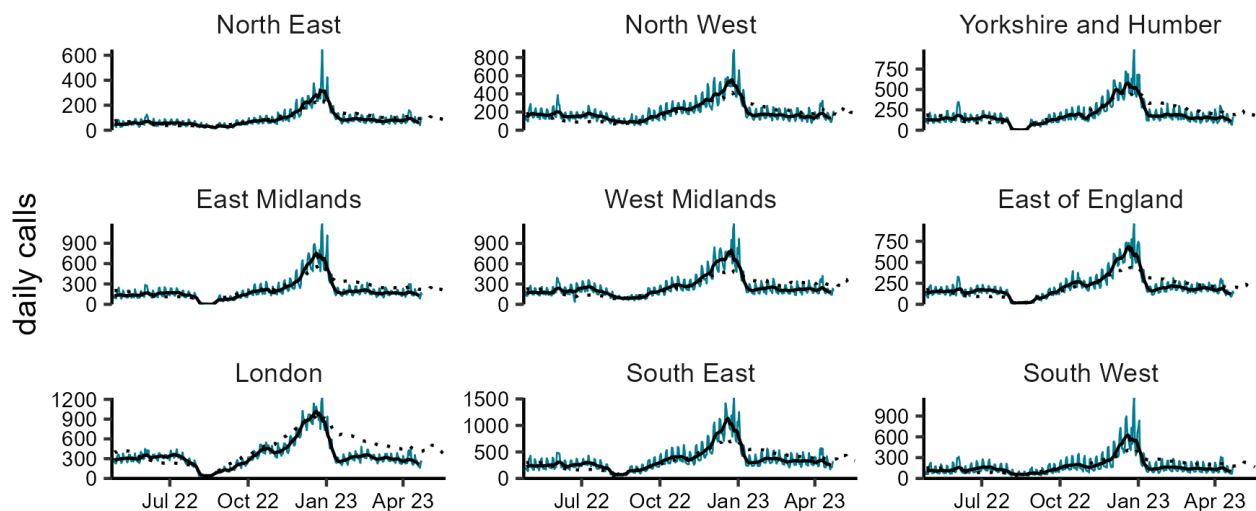 North East
North West
Yorkshire and Humber
600
400
200
0
800
600
400
200
0
750
500
250
0
East Midlands
West Midlands
East of England
900
600
300
0
900
600
300
0
750
500
250
0
daily calls
London
South East
South West
1200
900
600
300
0
1500
1000
500
0
900
600
300
0
Jul 22 Oct 22 Jan 23 Apr 23
Jul 22 Oct 22 Jan 23 Apr 23
Jul 22 Oct 22 Jan 23 Apr 23